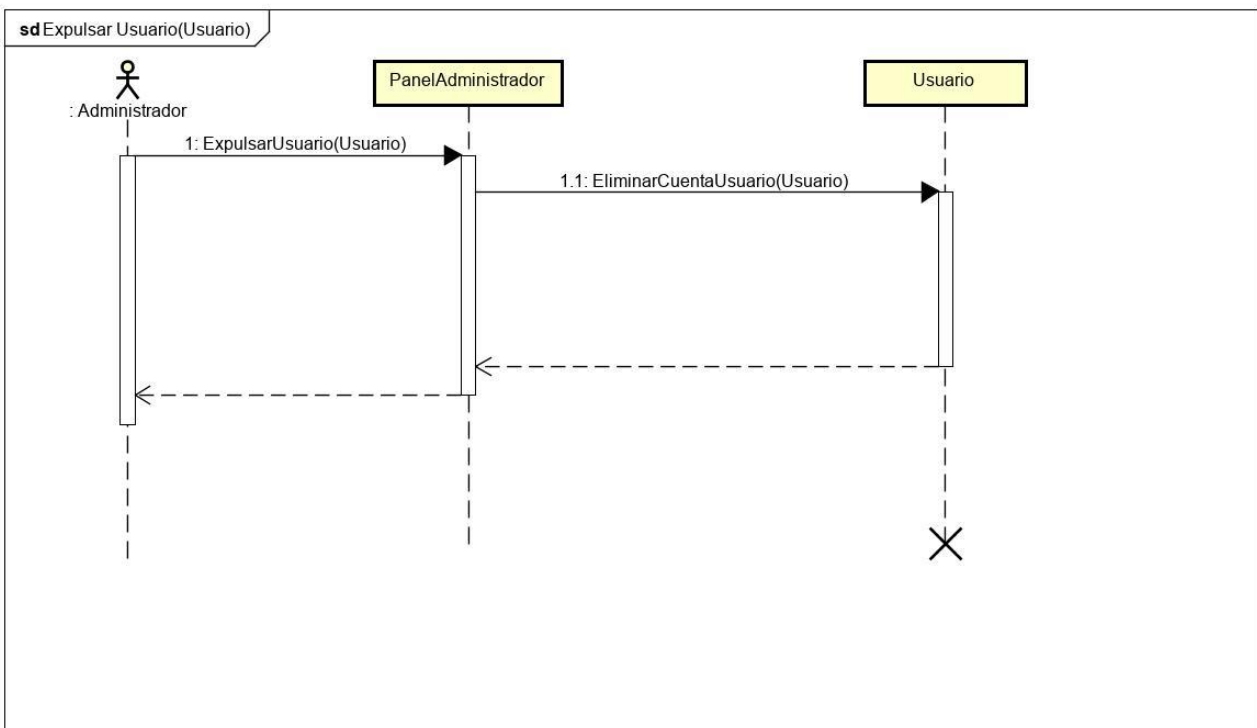 sd Expulsar Usuario(Usuario)
: Administrador
PanelAdministrador
Usuario
1: ExpulsarUsuario(Usuario)
1.1: EliminarCuentaUsuario(Usuario)